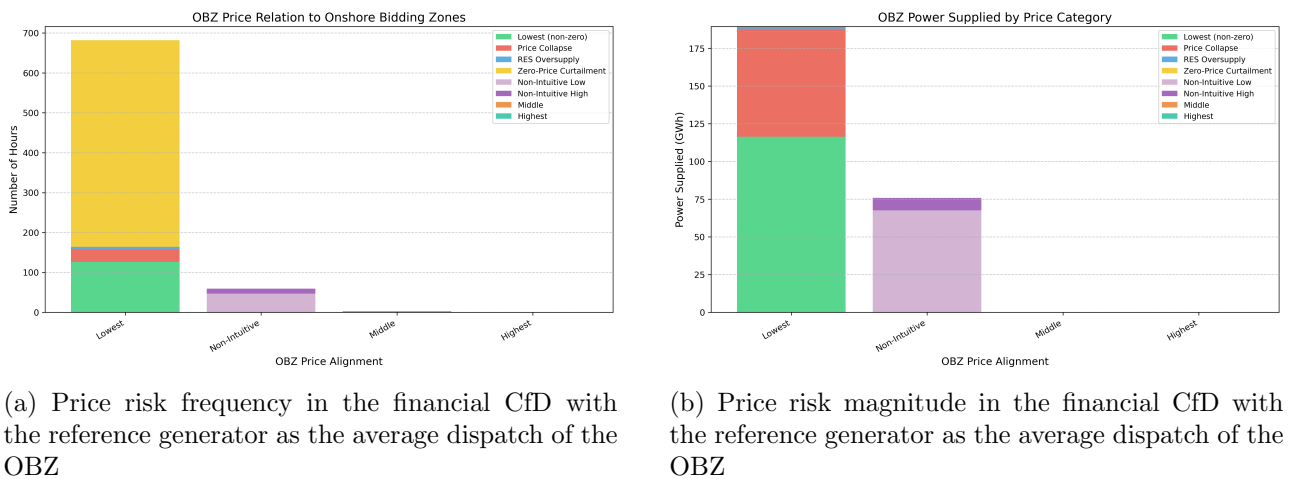 OBZ Price Relation to Onshore Bidding Zones
Number of Hours
700
600
500
400
300
200
100
0
Lowest (non-zero)
Price Collapse
RES Oversupply
Zero-Price Curtailment
Non-Intuitive Low
Non-Intuitive High
Middle
Highest
Lowest
Non-Intuitive
Middle
Highest
OBZ Price Alignment
(a) Price risk frequency in the financial CfD with
the reference generator as the average dispatch of the
OBZ
OBZ Power Supplied by Price Category
Power Supplied (GWh)
175
150
125
100
75
50
25
0
Lowest (non-zero)
Price Collapse
RES Oversupply
Zero-Price Curtailment
Non-Intuitive Low
Non-Intuitive High
Middle
Highest
Lowest
Non-Intuitive
Middle
Highest
OBZ Price Alignment
(b) Price risk magnitude in the financial CfD with
the reference generator as the average dispatch of the
OBZ